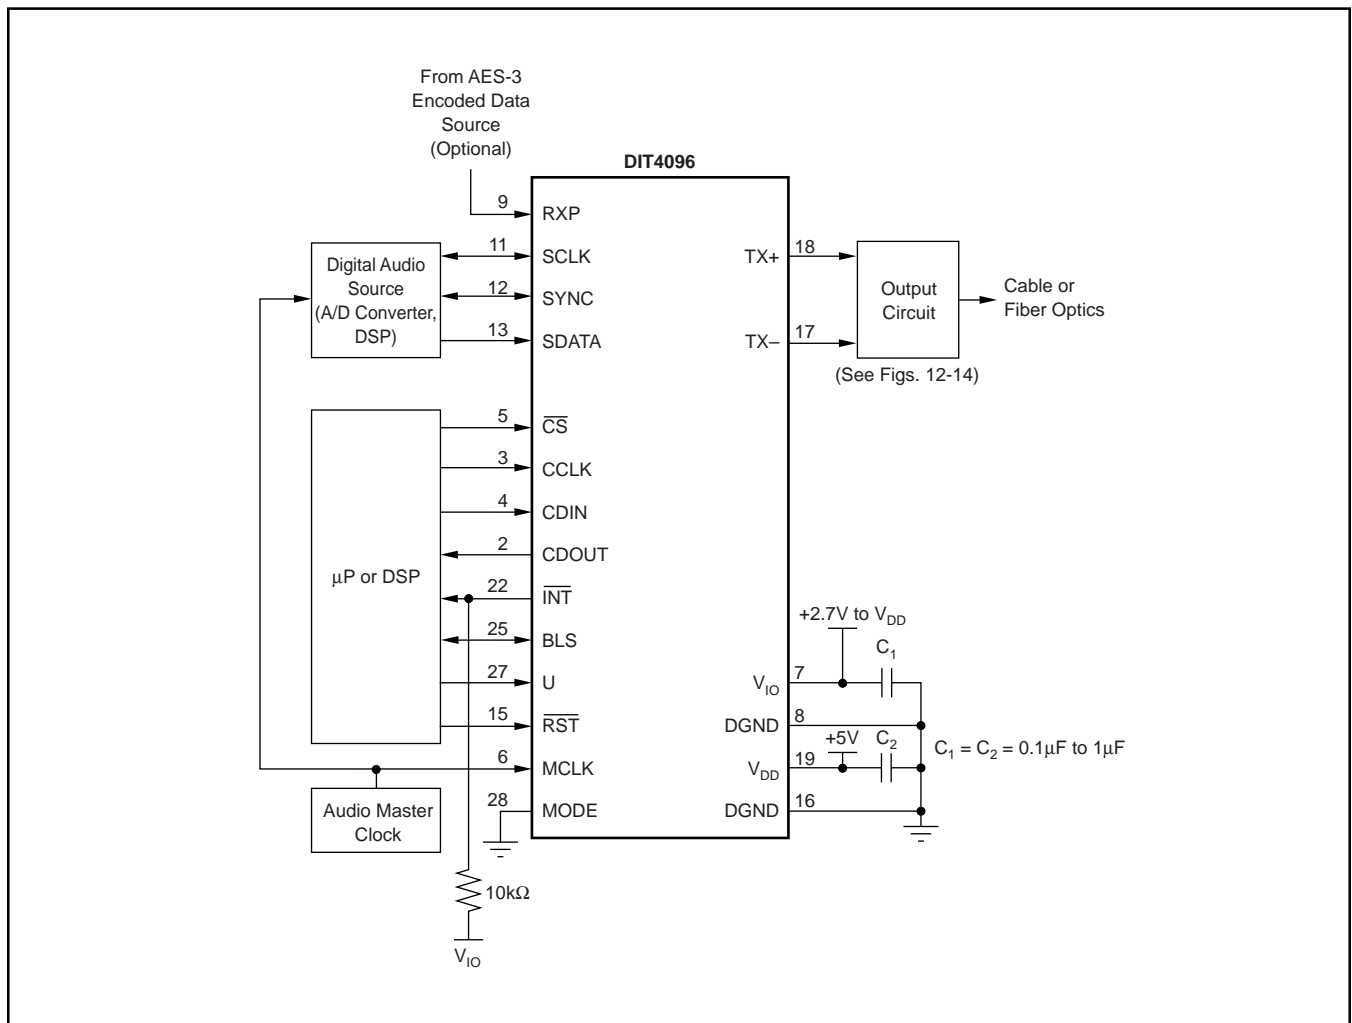 From AES-3
Encoded Data
Source
(Optional)
DIT4096
9
RXP
Digital Audio
Source
(A/D Converter,
DSP)
11
SCLK
12
SYNC
13
SDATA
TX+
18
TX–
17
Output
Circuit
Cable or
Fiber Optics
(See Figs. 12-14)
μP or DSP
5
CS
3
CCLK
4
CDIN
2
CDOUT
22
INT
25
BLS
27
U
15
RST
6
MCLK
28
MODE
Audio Master
Clock
10kΩ
VIO
+2.7V to VDD
C1
VIO
7
DGND
8
+5V
C2
VDD
19
DGND
16
C1 = C2 = 0.1μF to 1μF